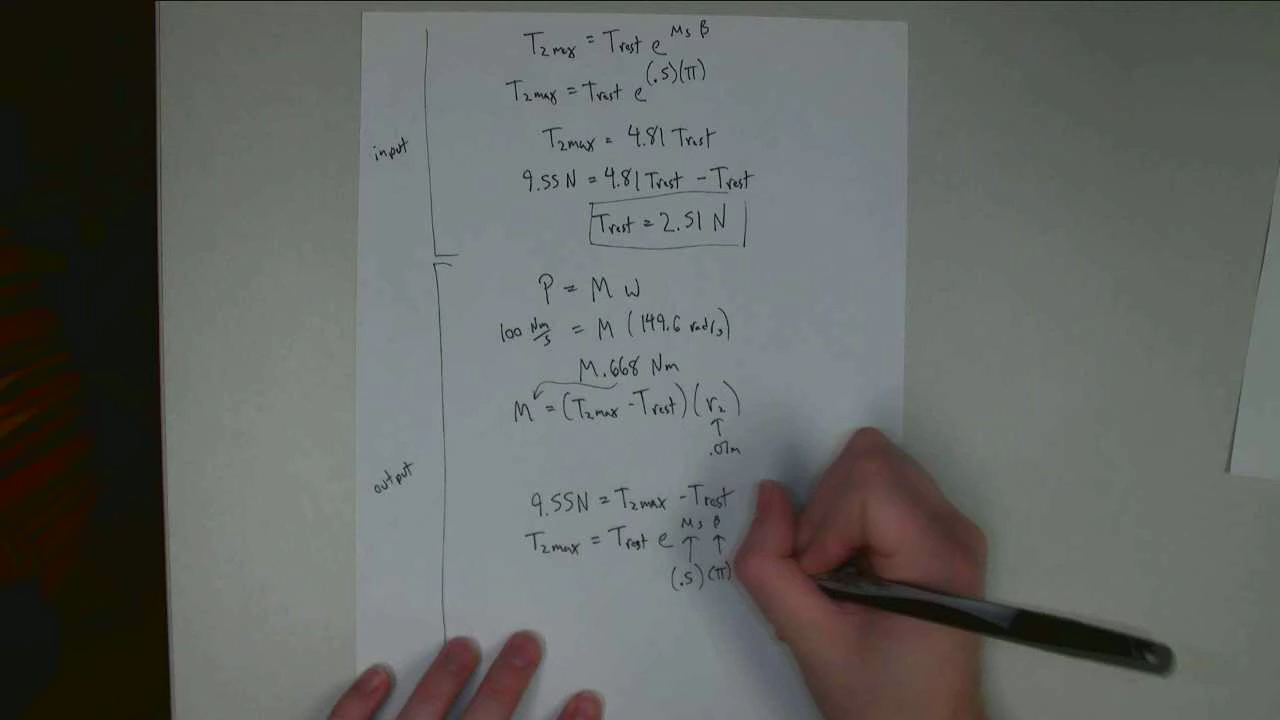 T₂max = Trest e^Ms β
T₂max = Trest e^(.5)(π)
input
T₂max = 4.81 Trest
9.55 N = 4.81 Trest - Trest
Trest = 2.51 N
P = M ω
100 Nm/s = M (149.6 rad/s)
M .668 Nm
M = (T₂max - Trest)(r₂)
↑
.07m
output
9.55N = T₂max - Trest
T₂max = Trest e^Ms β
↑ ↑
(.5)(π)